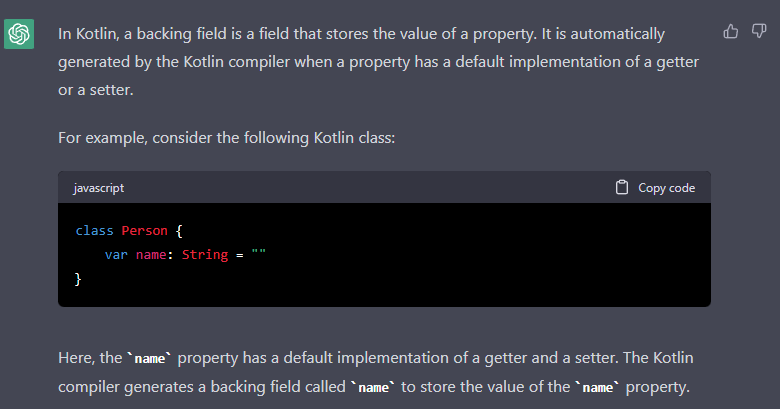 In Kotlin, a backing field is a field that stores the value of a property. It is automatically
generated by the Kotlin compiler when a property has a default implementation of a getter
or a setter.
For example, consider the following Kotlin class:
javascript Copy code
class Person {
    var name: String = ""
}
Here, the `name` property has a default implementation of a getter and a setter. The Kotlin
compiler generates a backing field called `name` to store the value of the `name` property.